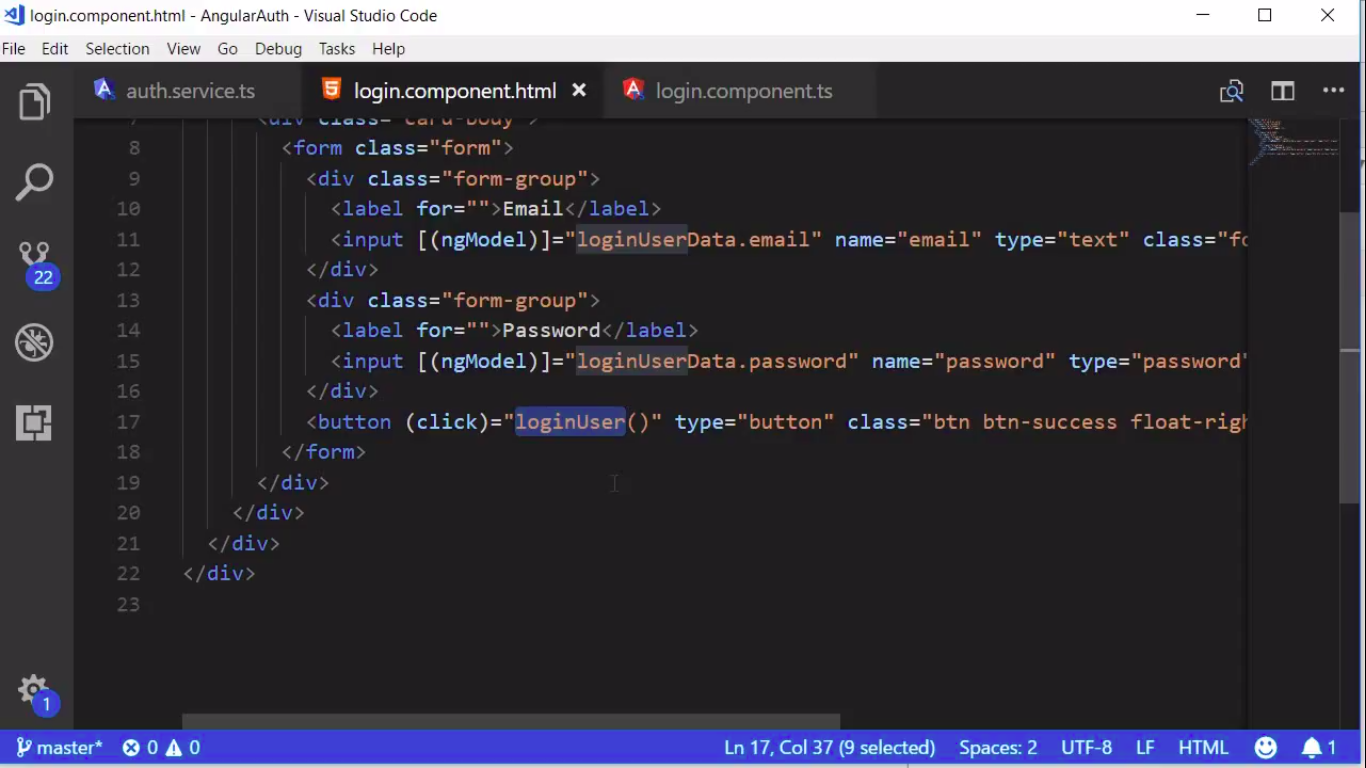 login.component.html - AngularAuth - Visual Studio Code
File Edit Selection View Go Debug Tasks Help
auth.service.ts login.component.html login.component.ts
7 <div class="card-body">
8 <form class="form">
9 <div class="form-group">
10 <label for="">Email</label>
11 <input [(ngModel)]="loginUserData.email" name="email" type="text" class="fo
12 </div>
13 <div class="form-group">
14 <label for="">Password</label>
15 <input [(ngModel)]="loginUserData.password" name="password" type="password"
16 </div>
17 <button (click)="loginUser()" type="button" class="btn btn-success float-righ
18 </form>
19 </div>
20 </div>
21 </div>
22 </div>
23
22
1
master* 0 0 Ln 17, Col 37 (9 selected) Spaces: 2 UTF-8 LF HTML 1